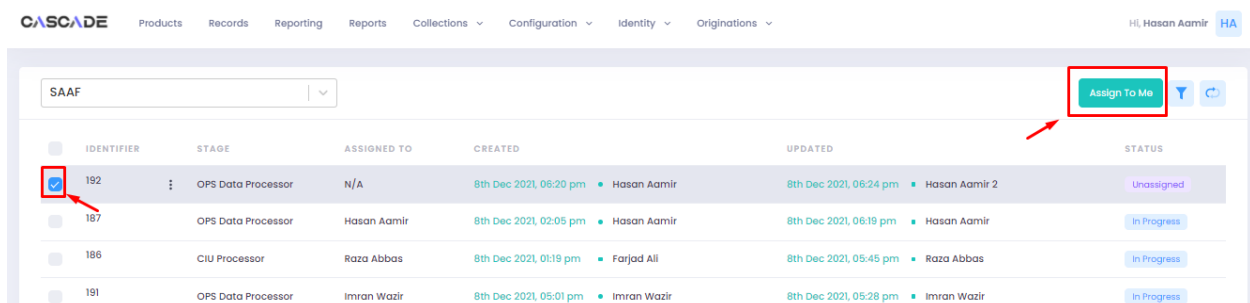 CASCADE Products Records Reporting Reports Collections Configuration Identity Originations Hi, Hasan Aamir HA
SAAF Assign To Me
IDENTIFIER STAGE ASSIGNED TO CREATED UPDATED STATUS
192 OPS Data Processor N/A 8th Dec 2021, 06:20 pm Hasan Aamir 8th Dec 2021, 06:24 pm Hasan Aamir 2 Unassigned
187 OPS Data Processor Hasan Aamir 8th Dec 2021, 02:05 pm Hasan Aamir 8th Dec 2021, 06:19 pm Hasan Aamir In Progress
186 CIU Processor Raza Abbas 8th Dec 2021, 01:19 pm Farjad Ali 8th Dec 2021, 05:45 pm Raza Abbas In Progress
191 OPS Data Processor Imran Wazir 8th Dec 2021, 05:01 pm Imran Wazir 8th Dec 2021, 05:28 pm Imran Wazir In Progress